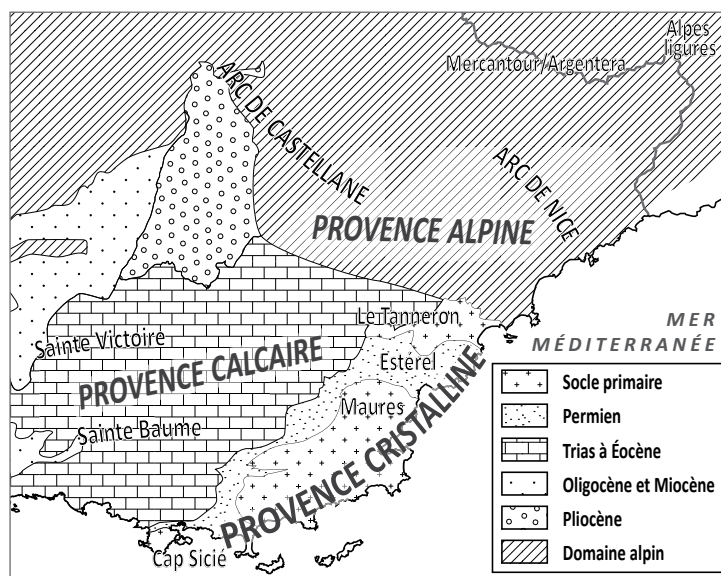 Alpes
ligures
Mercantour/Argentera
ARC DE CASTELLANE
ARC DE NICE
PROVENCE ALPINE
Le Tanneron
MER
MÉDITERRANÉE
Sainte Victoire
PROVENCE CALCAIRE
Estérel
Maures
Sainte Baume
PROVENCE CRISTALLINE
Cap Sicié
Socle primaire
Permien
Trias à Éocène
Oligocène et Miocène
Pliocène
Domaine alpin